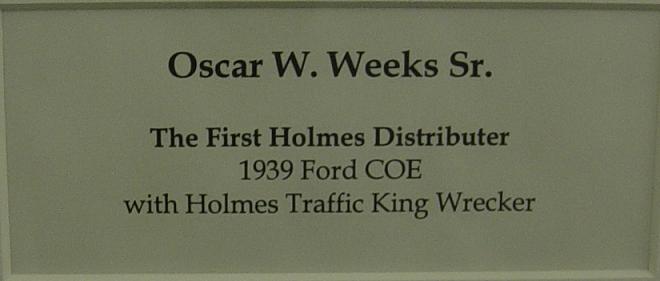 Oscar W. Weeks Sr.
The First Holmes Distributer
1939 Ford COE
with Holmes Traffic King Wrecker